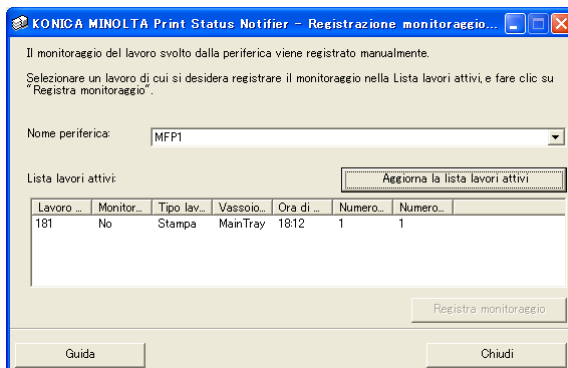 KONICA MINOLTA Print Status Notifier - Registrazione monitoraggio...
Il monitoraggio del lavoro svolto dalla periferica viene registrato manualmente.
Selezionare un lavoro di cui si desidera registrare il monitoraggio nella Lista lavori attivi, e fare clic su
"Registra monitoraggio".
Nome periferica: MFP1
Lista lavori attivi: Aggiorna la lista lavori attivi
Lavoro ... Monitor... Tipo lav... Vassoio... Ora di ... Numero... Numero...
181 No Stampa MainTray 18:12 1 1
Registra monitoraggio
Guida Chiudi